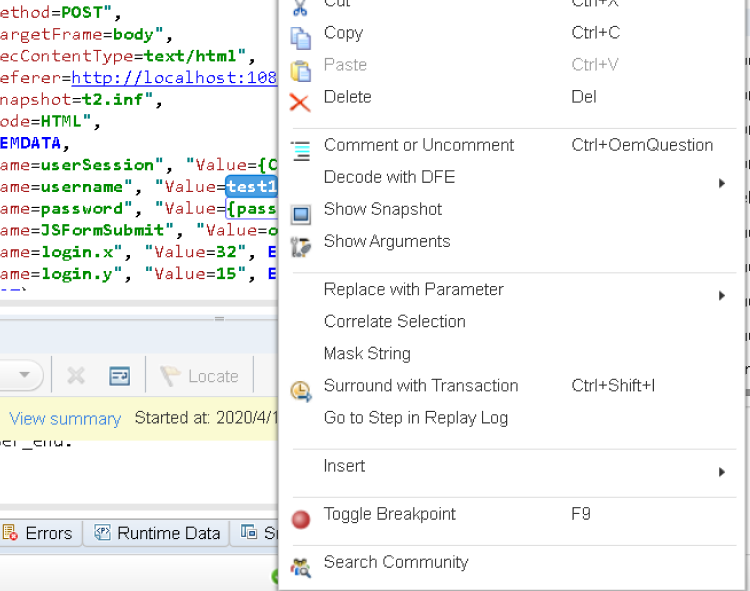 ethod=POST",
argetFrame=body",
ecContentType=text/html",
eferer=http://localhost:108
napshot=t2.inf",
ode=HTML",
EMDATA,
ame=userSession", "Value={C
ame=username", "Value=test1
ame=password", "Value={pass
ame=JSFormSubmit", "Value=o
ame=login.x", "Value=32", E
ame=login.y", "Value=15", E
Locate
View summary Started at: 2020/4/1
ser_end.
Errors Runtime Data Sn
Cut Ctrl+X
Copy Ctrl+C
Paste Ctrl+V
Delete Del
Comment or Uncomment Ctrl+OemQuestion
Decode with DFE
Show Snapshot
Show Arguments
Replace with Parameter
Correlate Selection
Mask String
Surround with Transaction Ctrl+Shift+I
Go to Step in Replay Log
Insert
Toggle Breakpoint F9
Search Community